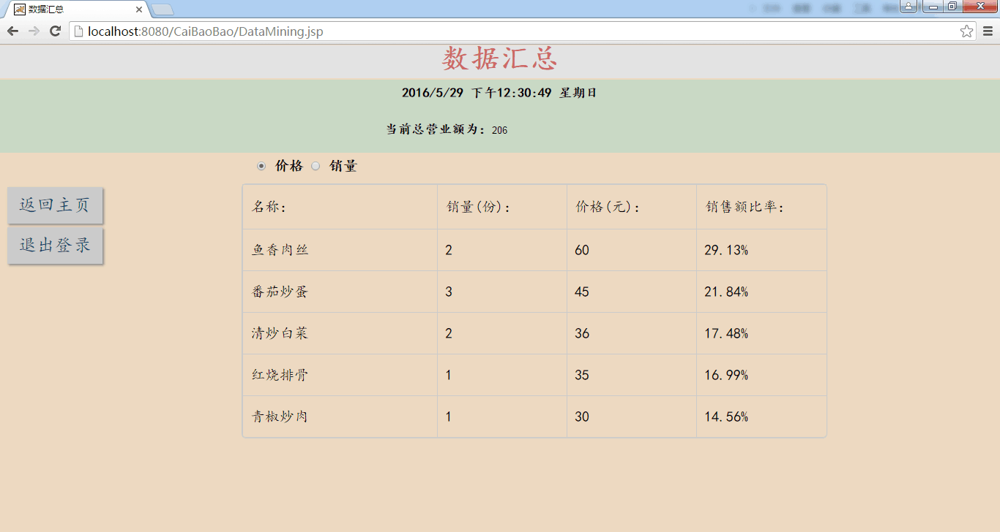 数据汇总
localhost:8080/CaiBaoBao/DataMining.jsp
数据汇总
2016/5/29 下午12:30:49 星期日
当前总营业额为: 206
价格 销量
返回主页
退出登录
名称: 销量(份): 价格(元): 销售额比率:
鱼香肉丝 2 60 29.13%
番茄炒蛋 3 45 21.84%
清炒白菜 2 36 17.48%
红烧排骨 1 35 16.99%
青椒炒肉 1 30 14.56%